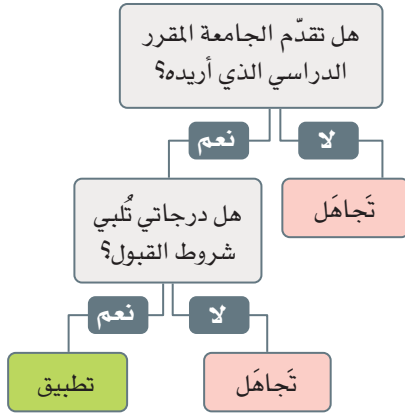 هل تقدّم الجامعة المقرر
الدراسي الذي أريده؟
لا
نعم
تَجاهَل
هل درجاتي تُلبي
شروط القبول؟
لا
نعم
تَجاهَل
تطبيق